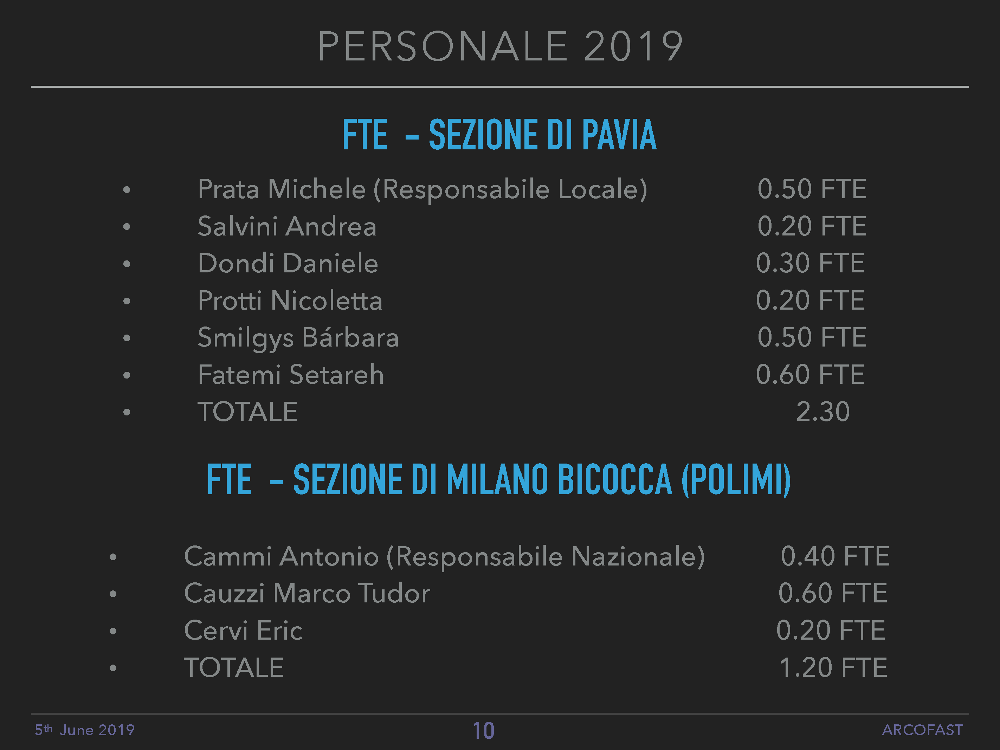 PERSONALE 2019
FTE - SEZIONE DI PAVIA
• Prata Michele (Responsabile Locale) 0.50 FTE
• Salvini Andrea 0.20 FTE
• Dondi Daniele 0.30 FTE
• Protti Nicoletta 0.20 FTE
• Smilgys Bárbara 0.50 FTE
• Fatemi Setareh 0.60 FTE
• TOTALE 2.30
FTE - SEZIONE DI MILANO BICOCCA (POLIMI)
• Cammi Antonio (Responsabile Nazionale) 0.40 FTE
• Cauzzi Marco Tudor 0.60 FTE
• Cervi Eric 0.20 FTE
• TOTALE 1.20 FTE
5th June 2019 10 ARCOFAST